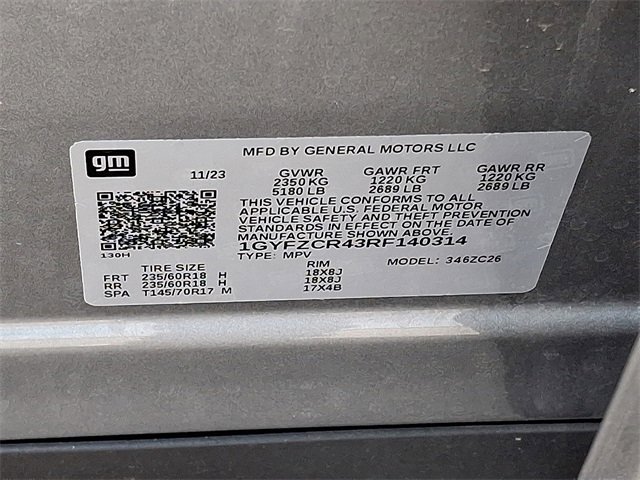 gm
MFD BY GENERAL MOTORS LLC
11/23 GVWR GAWR FRT GAWR RR
2350 KG 1220 KG 1220 KG
5180 LB 2689 LB 2689 LB
THIS VEHICLE CONFORMS TO ALL
APPLICABLE U.S. FEDERAL MOTOR
VEHICLE SAFETY AND THEFT PREVENTION
STANDARDS IN EFFECT ON THE DATE OF
MANUFACTURE SHOWN ABOVE.
130H
1GYFZCR43RF140314
TYPE: MPV MODEL: 346ZC26
TIRE SIZE RIM
FRT 235/60R18 H 18X8J
RR 235/60R18 H 18X8J
SPA T145/70R17 M 17X4B